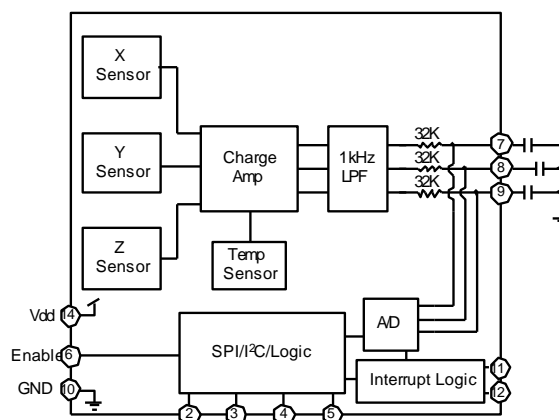 X
Sensor
Y
Sensor
Z
Sensor
Charge
Amp
Temp
Sensor
1kHz
LPF
32K
32K
32K
7
8
9
Vdd
14
Enable
6
GND
10
SPI/I²C/Logic
A/D
Interrupt Logic
11
12
2
3
4
5